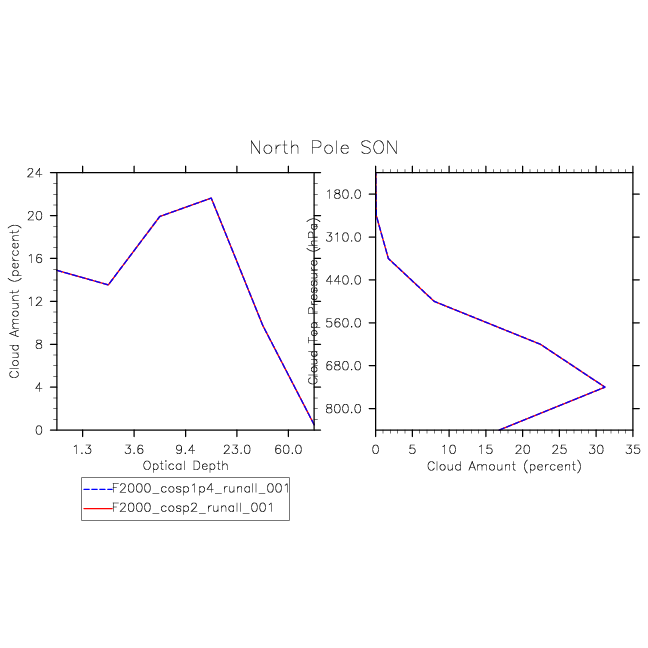 North Pole SON
24
20
16
12
8
4
0
Cloud Amount (percent)
1.3 3.6 9.4 23.0 60.0
Optical Depth
Cloud Top Pressure (hPa)
180.0
310.0
440.0
560.0
680.0
800.0
0 5 10 15 20 25 30 35
Cloud Amount (percent)
F2000_cosp1p4_runall_001
F2000_cosp2_runall_001